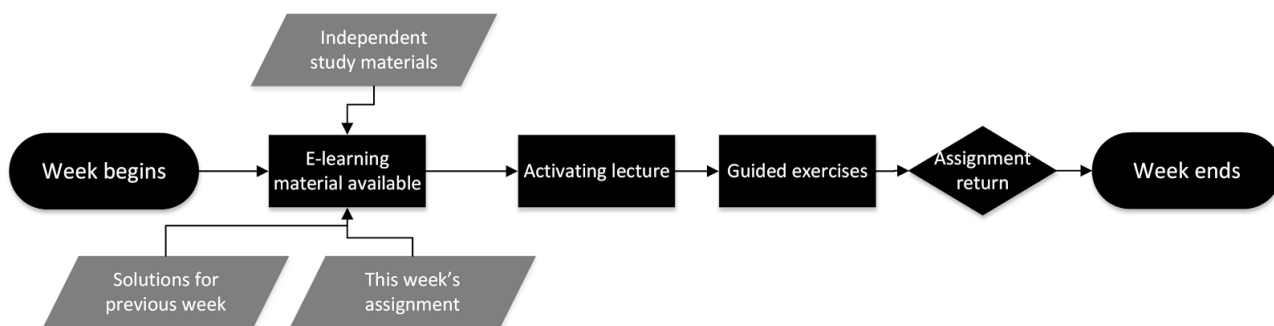 Independent
study materials
Week begins
E-learning
material available
Activating lecture
Guided exercises
Assignment
return
Week ends
Solutions for
previous week
This week's
assignment